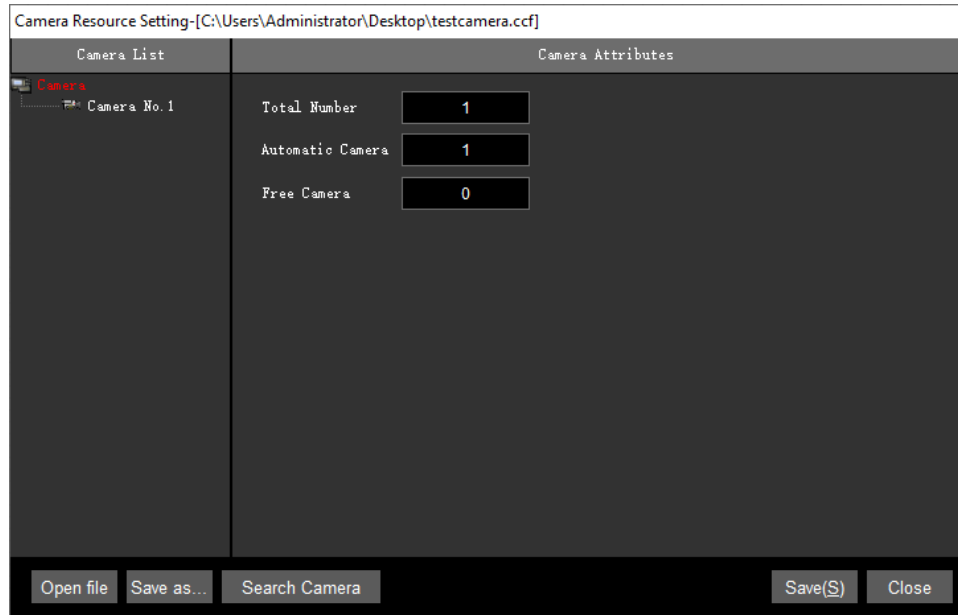 Camera Resource Setting-[C:\Users\Administrator\Desktop\testcamera.ccf]
Camera List
Camera Attributes
Camera
Camera No.1
Total Number 1
Automatic Camera 1
Free Camera 0
Open file Save as... Search Camera Save(S) Close